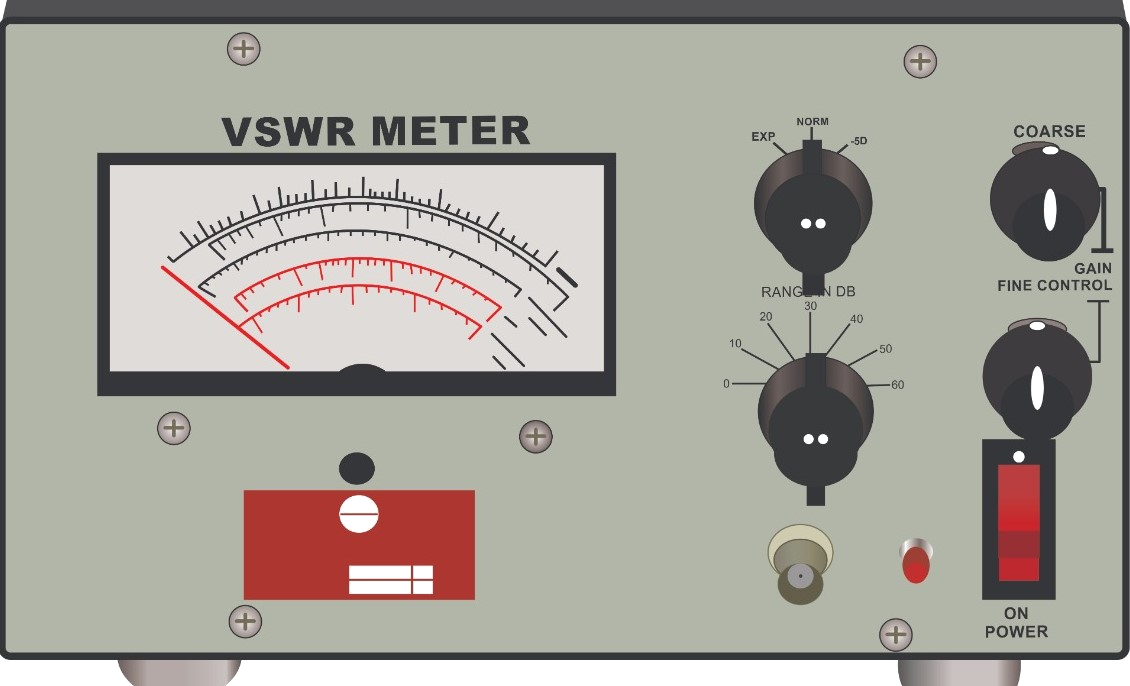 VSWR METER
EXP
NORM
-5D
COARSE
GAIN
FINE CONTROL
RANGE IN DB
0
10
20
30
40
50
60
ON
POWER